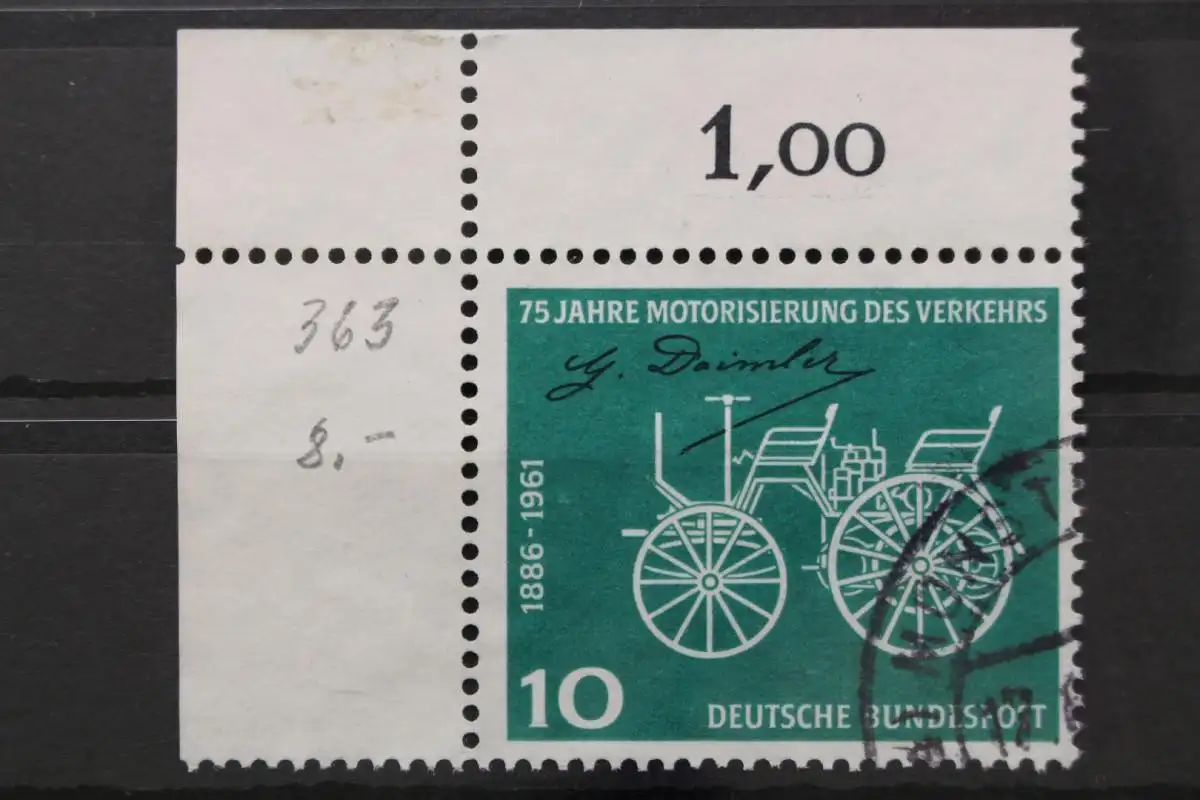 1,00
363
8.-
75 JAHRE MOTORISIERUNG DES VERKEHRS
G. Daimler
1886-1961
10
DEUTSCHE BUNDESPOST